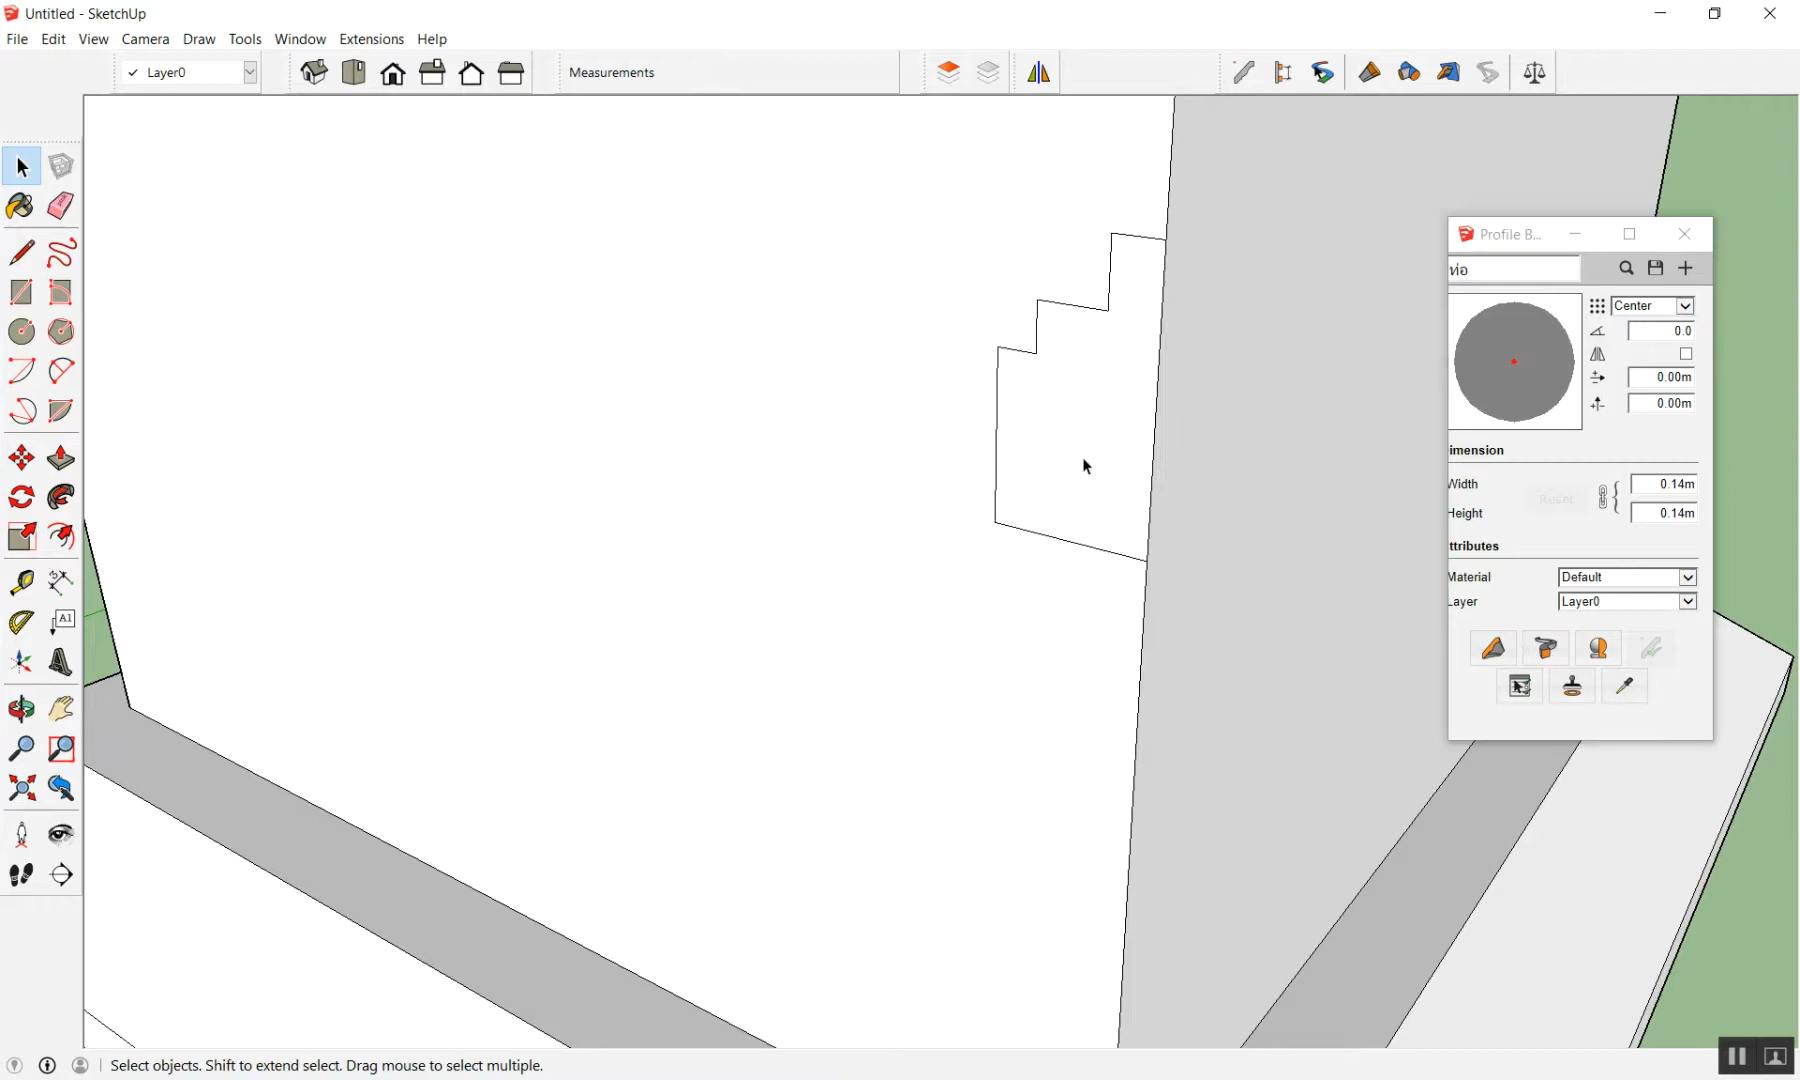 Untitled - SketchUp
File Edit View Camera Draw Tools Window Extensions Help
✓ Layer0
Measurements
Profile B...
ท่อ
Center
0.0
0.00m
0.00m
imension
Width 0.14m
Reset
Height 0.14m
ttributes
Material Default
Layer Layer0
A1
Select objects. Shift to extend select. Drag mouse to select multiple.